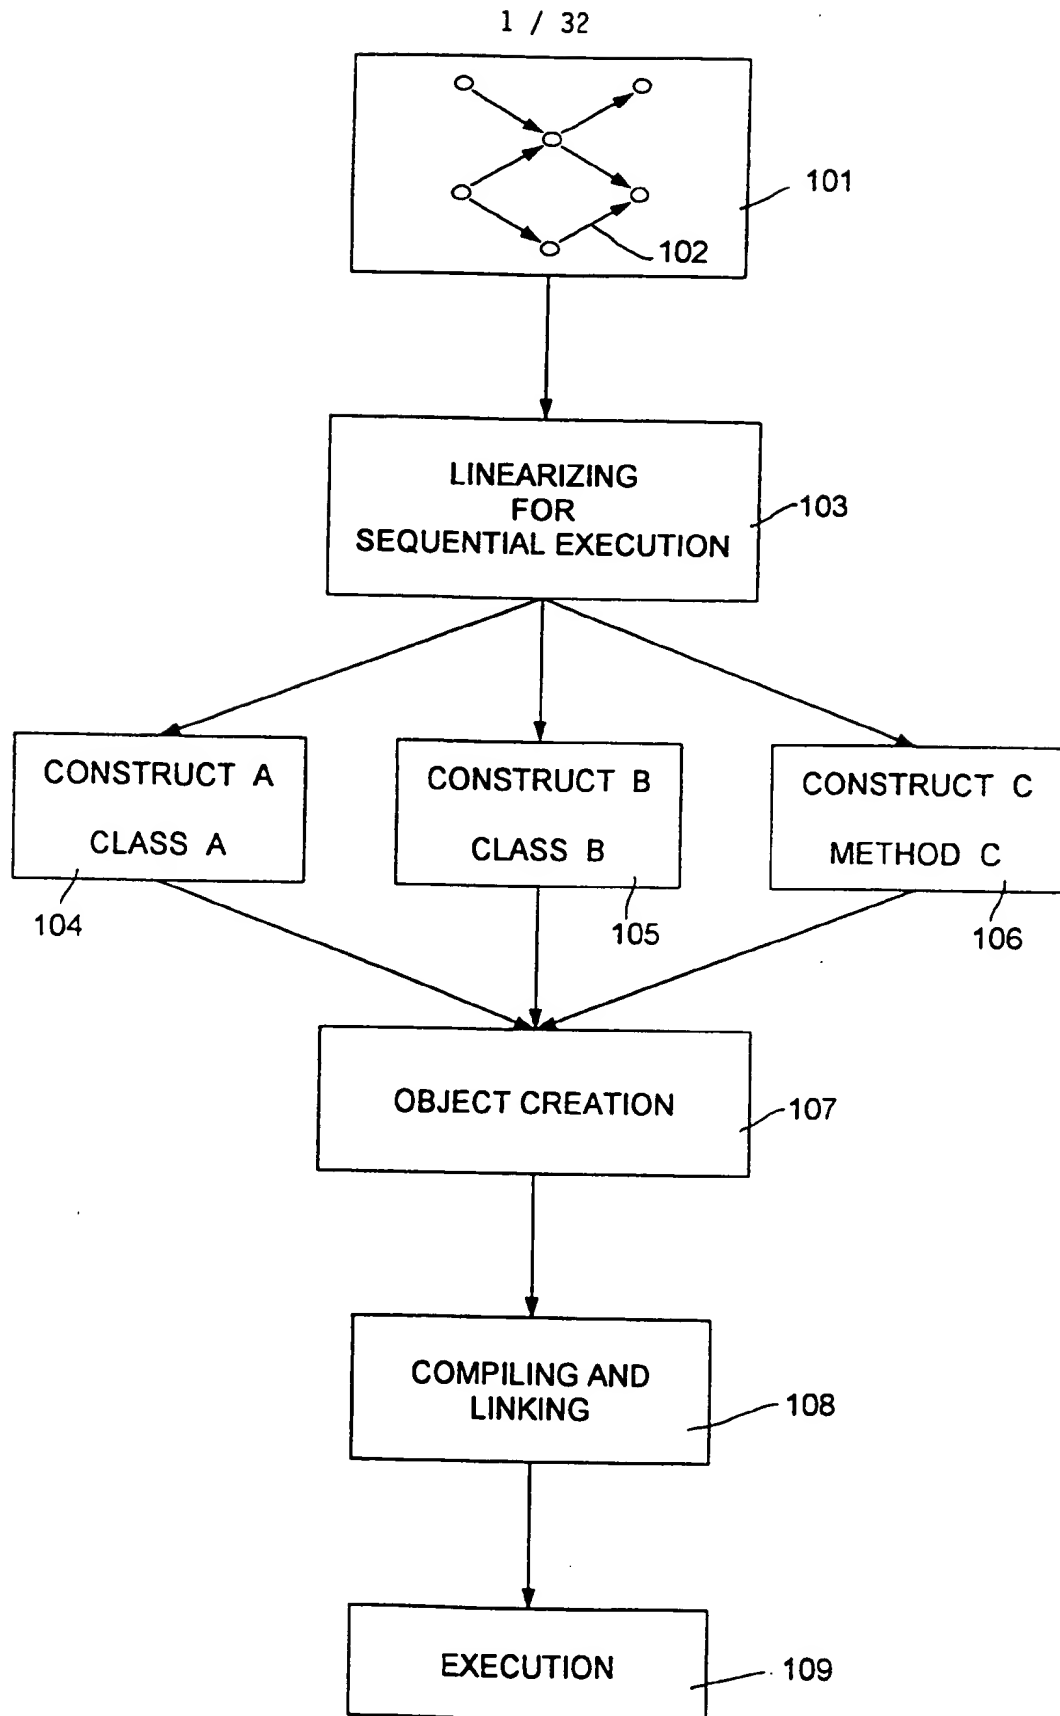 1 / 32
101
102
LINEARIZING
FOR
SEQUENTIAL EXECUTION
103
CONSTRUCT A
CLASS A
104
CONSTRUCT B
CLASS B
105
CONSTRUCT C
METHOD C
106
OBJECT CREATION
107
COMPILING AND
LINKING
108
EXECUTION
109